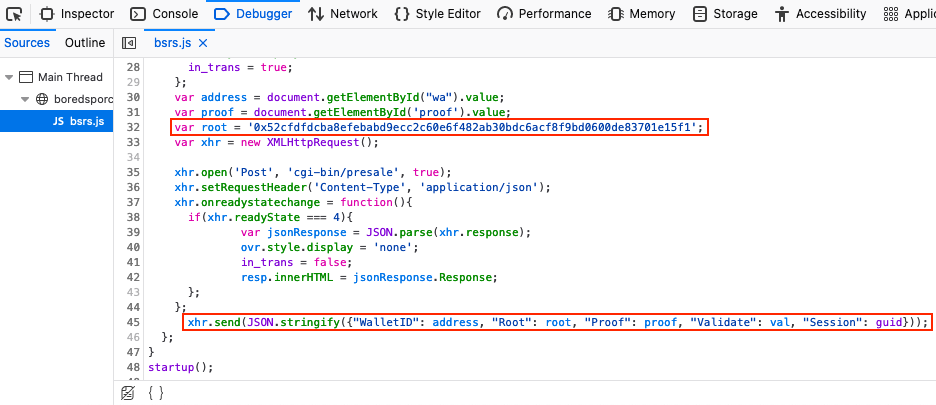 Inspector Console Debugger Network Style Editor Performance Memory Storage Accessibility Appli
Sources Outline bsrs.js
Main Thread
boredsporc
JS bsrs.js
28 in_trans = true;
29 };
30 var address = document.getElementById("wa").value;
31 var proof = document.getElementById('proof').value;
32 var root = '0x52cfdfdcba8efebabd9ecc2c60e6f482ab30bdc6acf8f9bd0600de83701e15f1';
33 var xhr = new XMLHttpRequest();
34
35 xhr.open('Post', 'cgi-bin/presale', true);
36 xhr.setRequestHeader('Content-Type', 'application/json');
37 xhr.onreadystatechange = function(){
38 if(xhr.readyState === 4){
39 var jsonResponse = JSON.parse(xhr.response);
40 ovr.style.display = 'none';
41 in_trans = false;
42 resp.innerHTML = jsonResponse.Response;
43 };
44 };
45 xhr.send(JSON.stringify({"WalletID": address, "Root": root, "Proof": proof, "Validate": val, "Session": guid}));
46 };
47 }
48 startup();
{ }